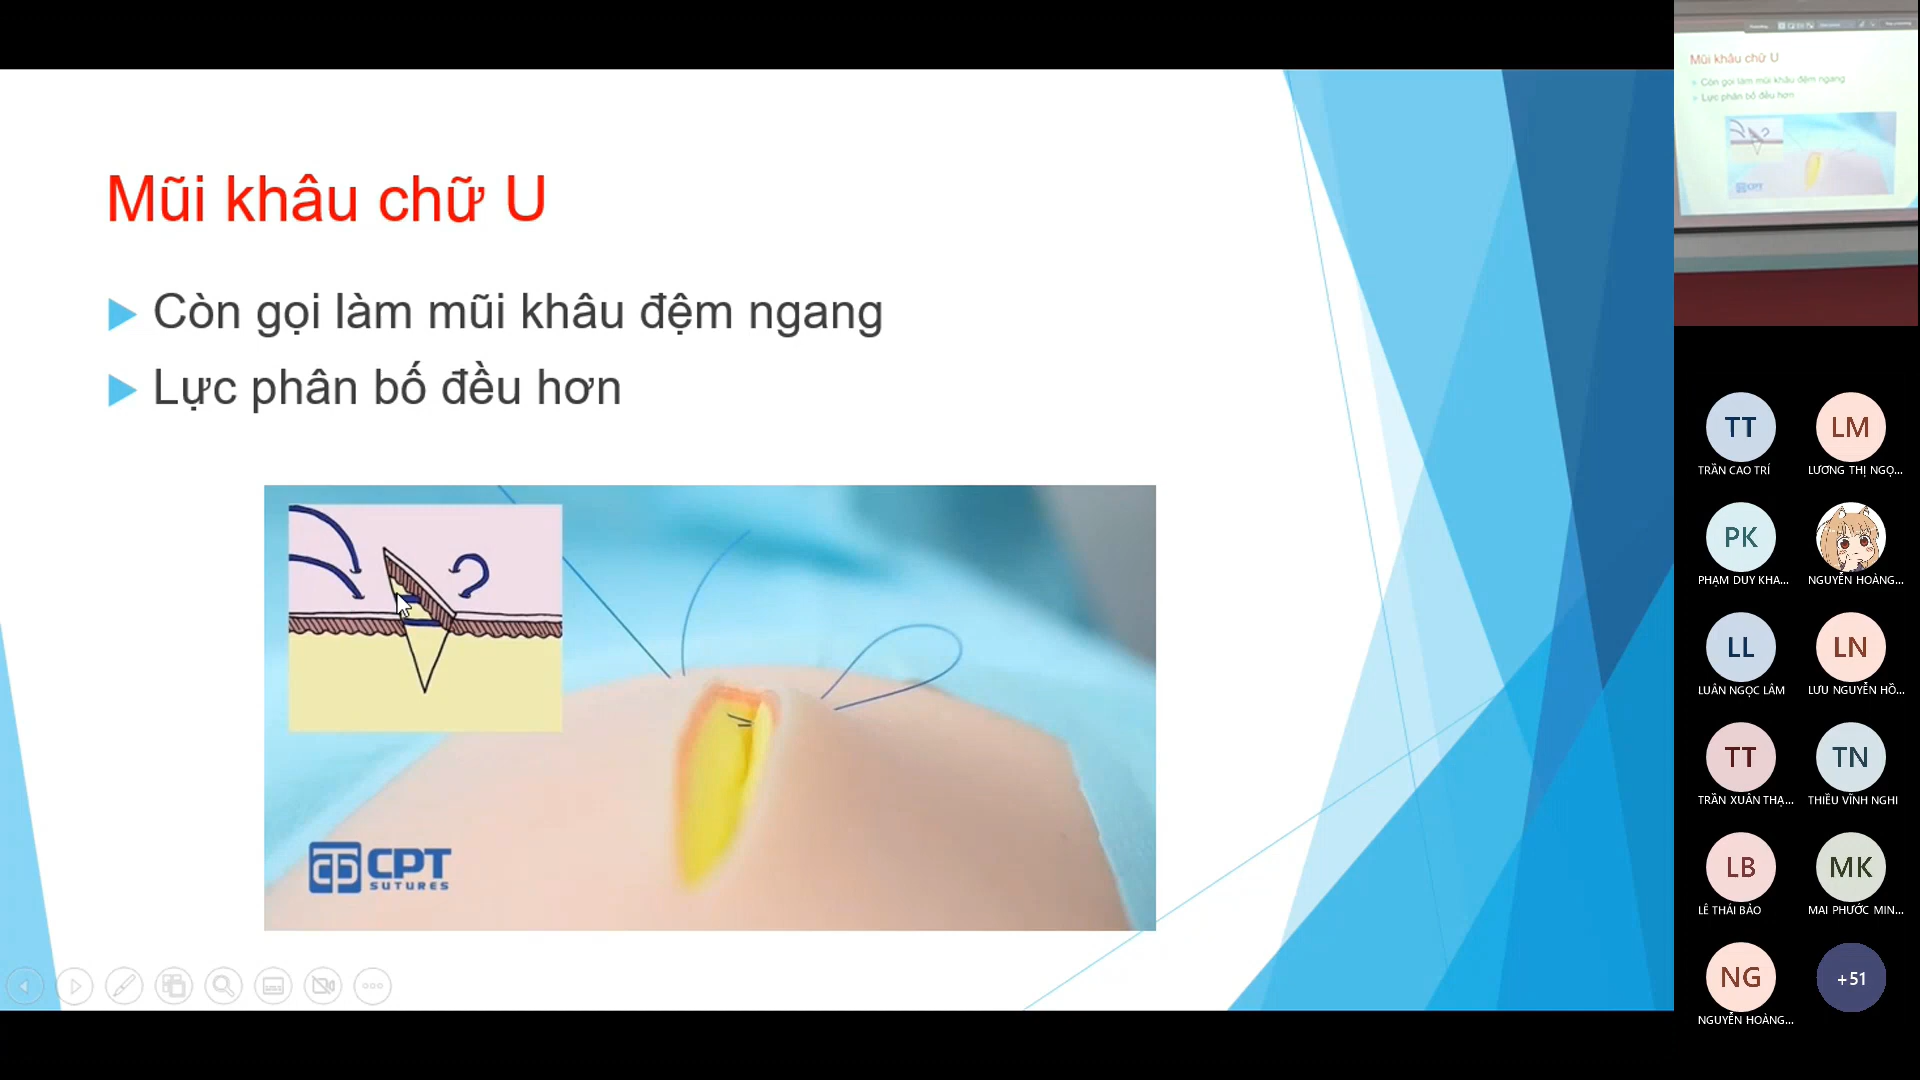 Mũi khâu chữ U
Còn gọi làm mũi khâu đệm ngang
Lực phân bố đều hơn
CPT
SUTURES
Mũi khâu chữ U
Còn gọi làm mũi khâu đệm ngang
Lực phân bố đều hơn
CPT
TT
TRẦN CAO TRÍ
LM
LƯƠNG THỊ NGỌ...
PK
PHẠM DUY KHA...
NGUYỄN HOÀNG...
LL
LUÂN NGỌC LÂM
LN
LƯU NGUYỄN HỒ...
TT
TRẦN XUÂN THẠ...
TN
THIỀU VĨNH NGHI
LB
LÊ THÁI BẢO
MK
MAI PHƯỚC MIN...
NG
NGUYỄN HOÀNG...
+51